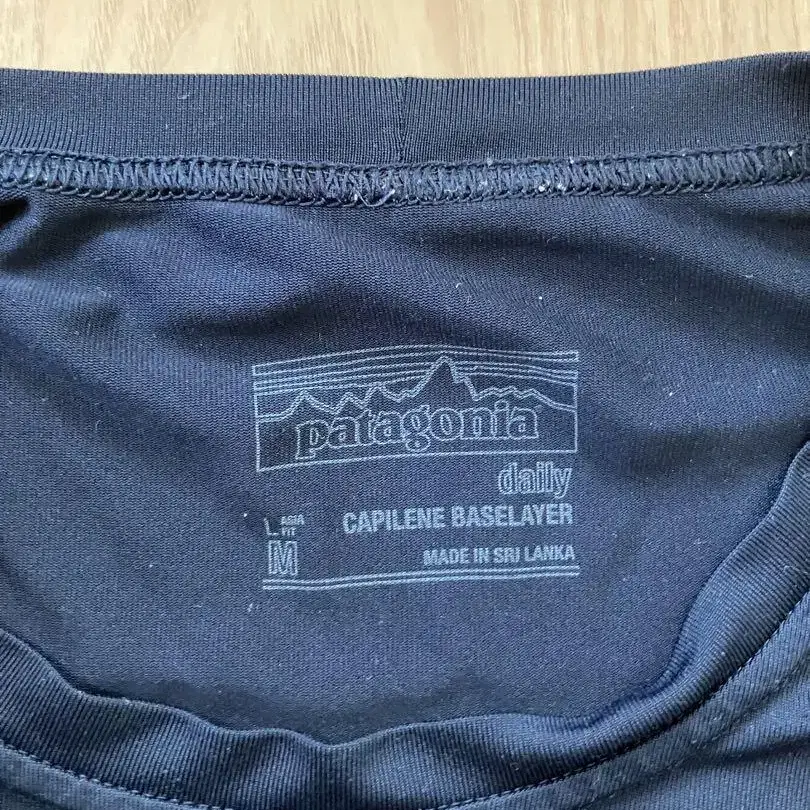 patagonia
daily
CAPILENE BASELAYER
L ASIA FIT
M
MADE IN SRI LANKA